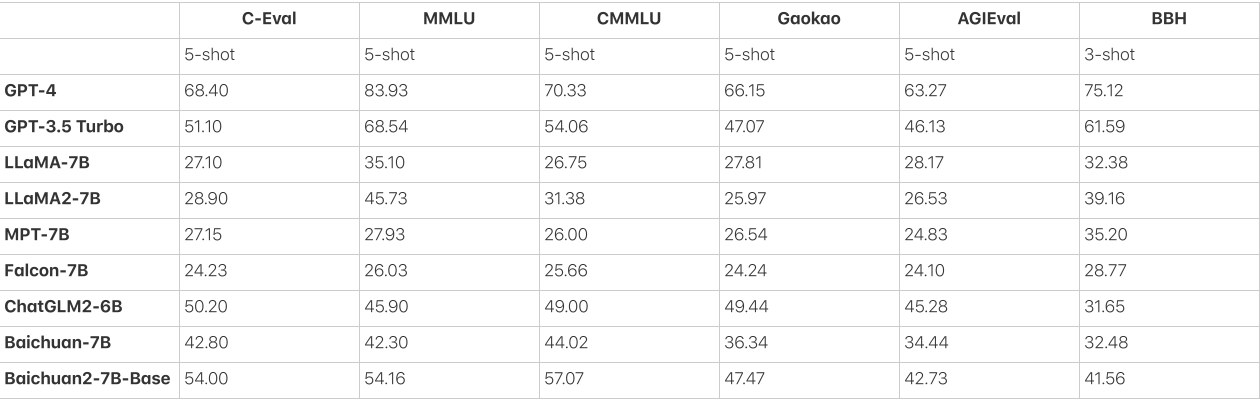 C-Eval MMLU CMMLU Gaokao AGIEval BBH
5-shot 5-shot 5-shot 5-shot 5-shot 3-shot
GPT-4 68.40 83.93 70.33 66.15 63.27 75.12
GPT-3.5 Turbo 51.10 68.54 54.06 47.07 46.13 61.59
LLaMA-7B 27.10 35.10 26.75 27.81 28.17 32.38
LLaMA2-7B 28.90 45.73 31.38 25.97 26.53 39.16
MPT-7B 27.15 27.93 26.00 26.54 24.83 35.20
Falcon-7B 24.23 26.03 25.66 24.24 24.10 28.77
ChatGLM2-6B 50.20 45.90 49.00 49.44 45.28 31.65
Baichuan-7B 42.80 42.30 44.02 36.34 34.44 32.48
Baichuan2-7B-Base 54.00 54.16 57.07 47.47 42.73 41.56